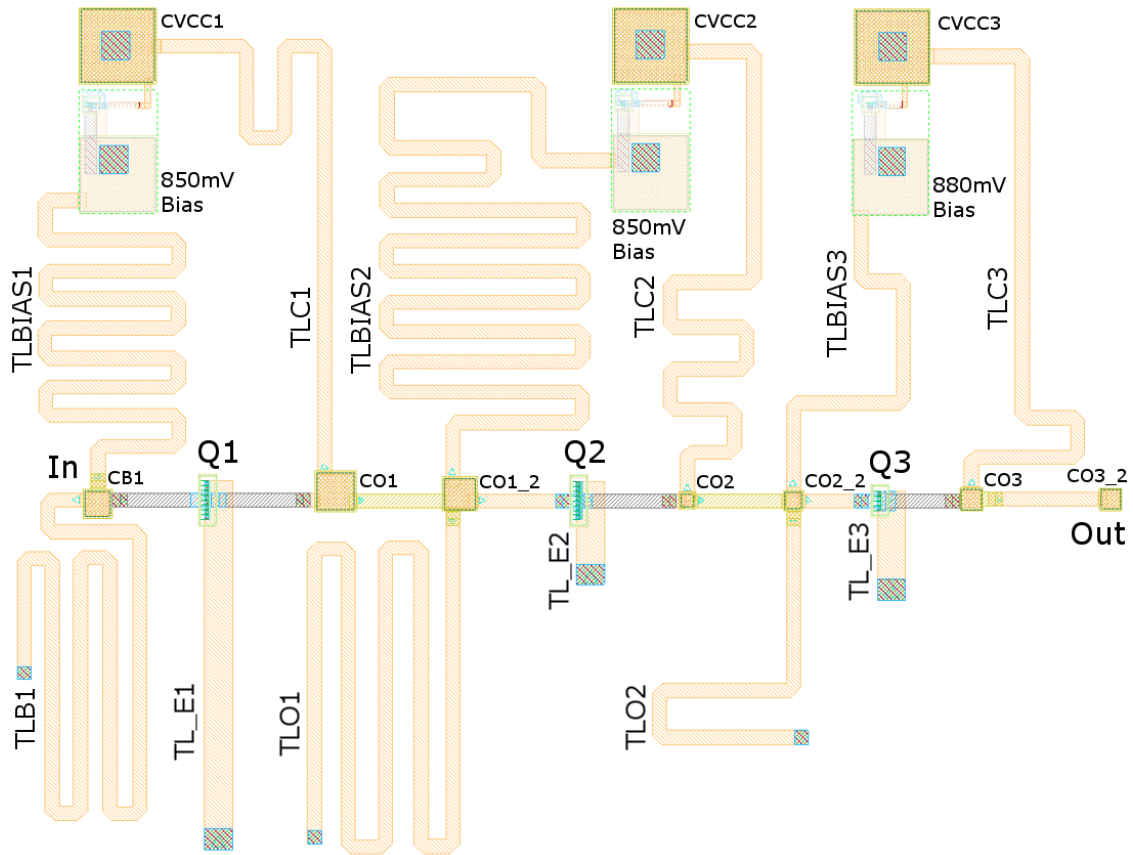 CVCC1
CVCC2
CVCC3
850mV
Bias
850mV
Bias
880mV
Bias
TLBIAS1
TLC1
TLBIAS2
TLC2
TLBIAS3
TLC3
In
CB1
Q1
CO1
CO1_2
Q2
CO2
CO2_2
Q3
CO3
CO3_2
Out
TLB1
TL_E1
TLO1
TL_E2
TLO2
TL_E3